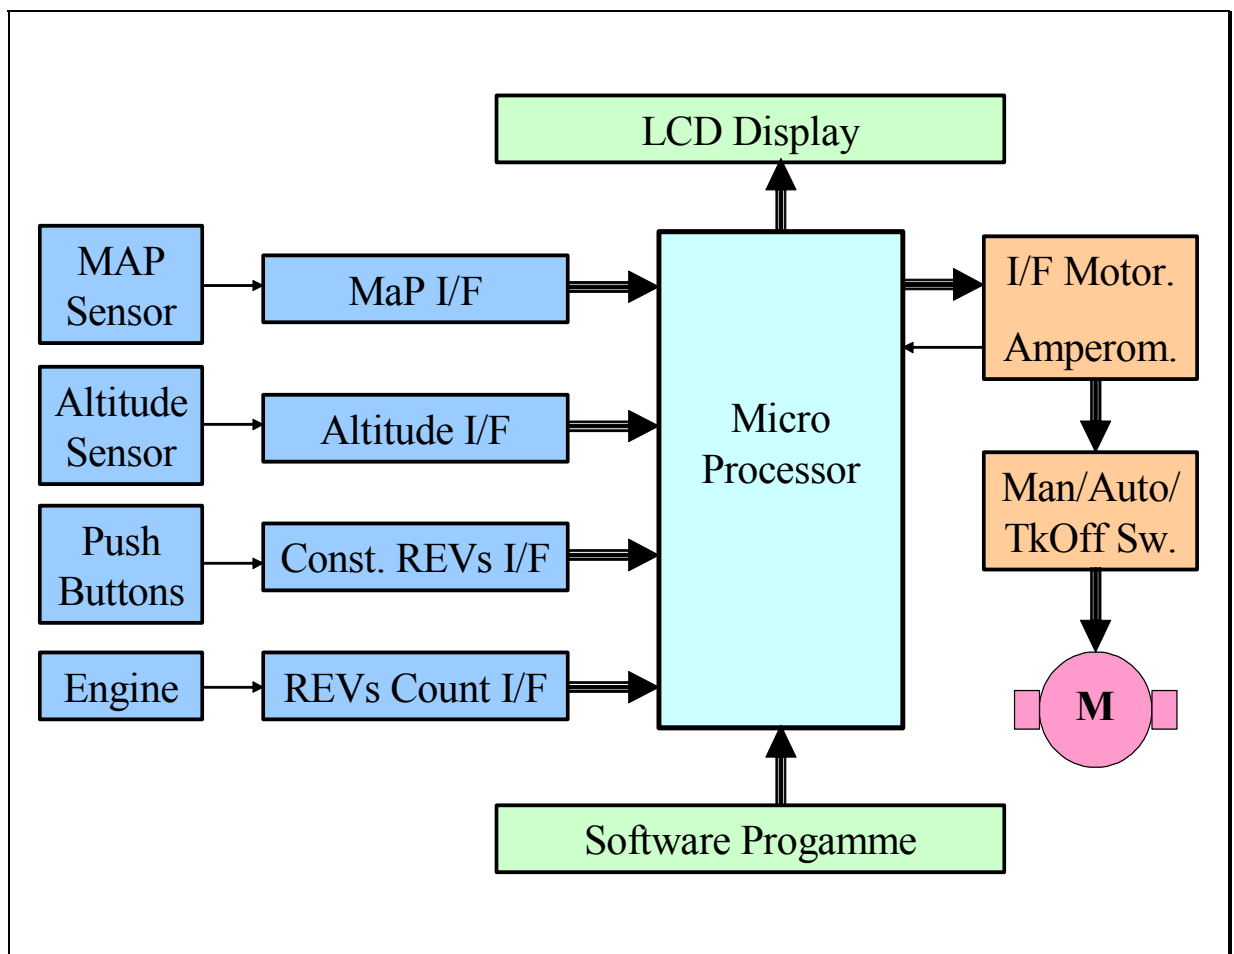 LCD Display
MAP
Sensor
MaP I/F
I/F Motor.
Amperom.
Altitude
Sensor
Altitude I/F
Micro
Processor
Man/Auto/
TkOff Sw.
Push
Buttons
Const. REVs I/F
Engine
REVs Count I/F
M
Software Progamme